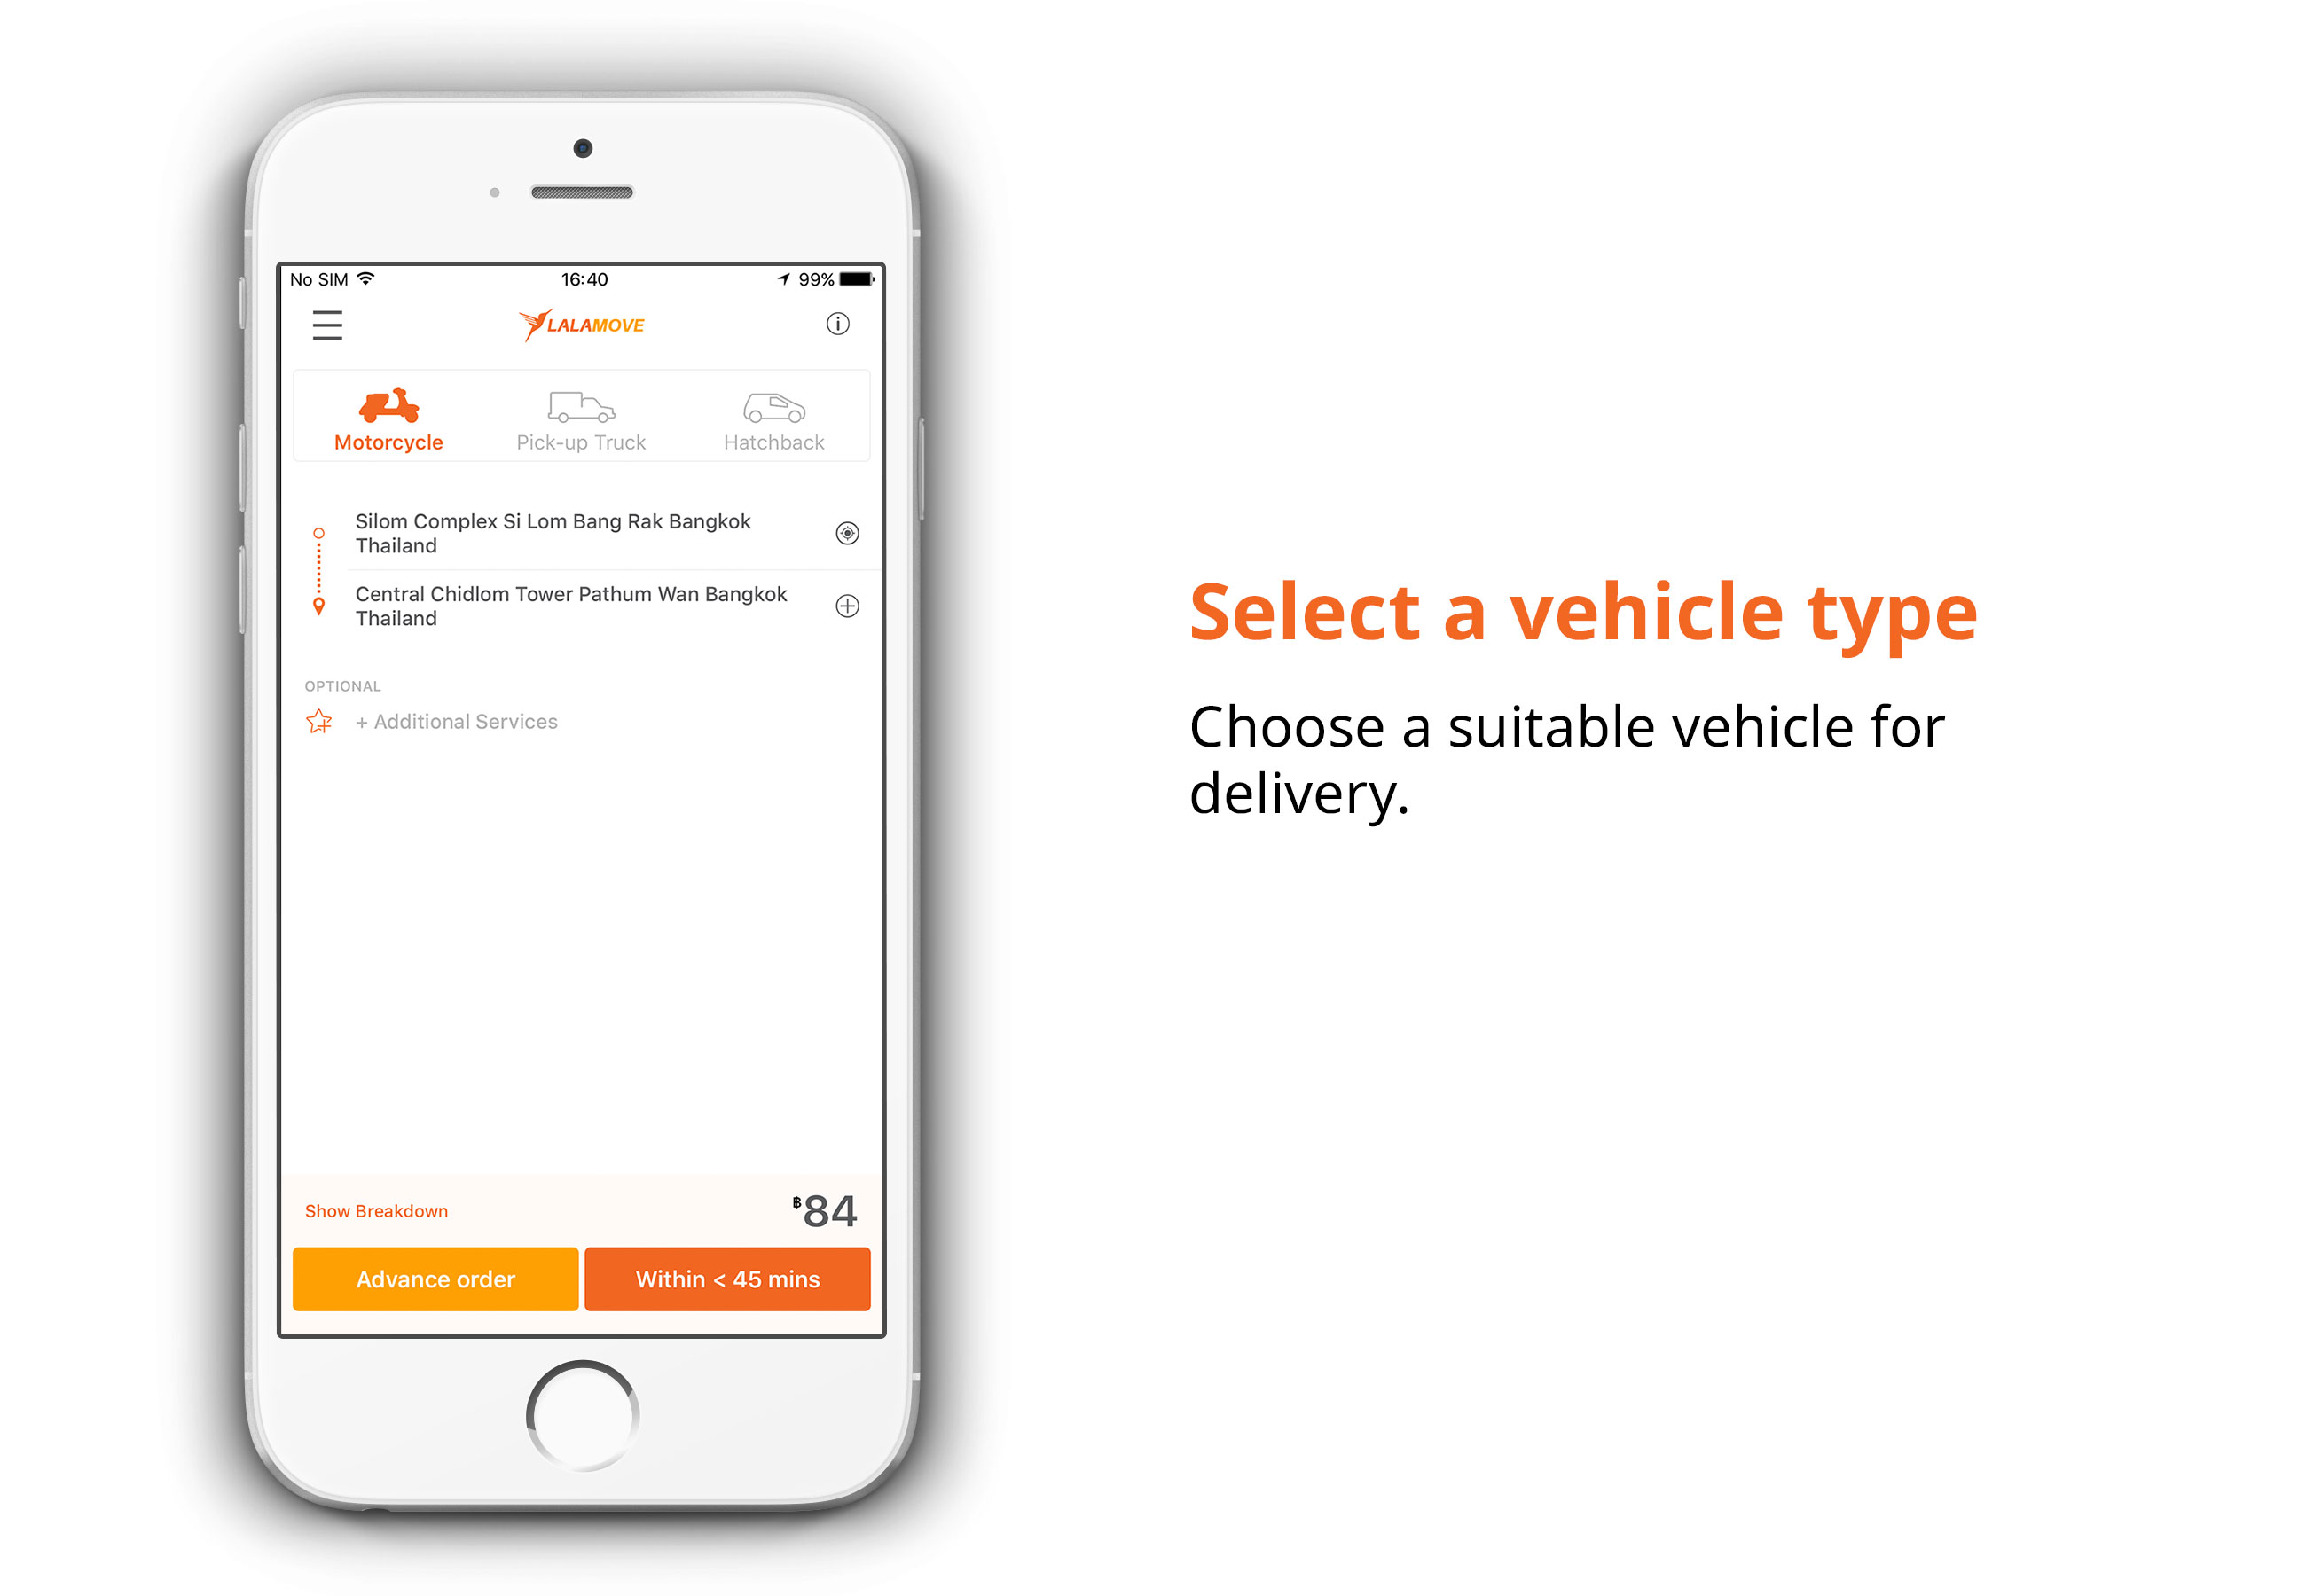 No SIM
16:40
99%
LALAMOVE
Motorcycle
Pick-up Truck
Hatchback
Silom Complex Si Lom Bang Rak Bangkok
Thailand
Central Chidlom Tower Pathum Wan Bangkok
Thailand
OPTIONAL
+ Additional Services
Show Breakdown
฿84
Advance order
Within < 45 mins
Select a vehicle type
Choose a suitable vehicle for
delivery.